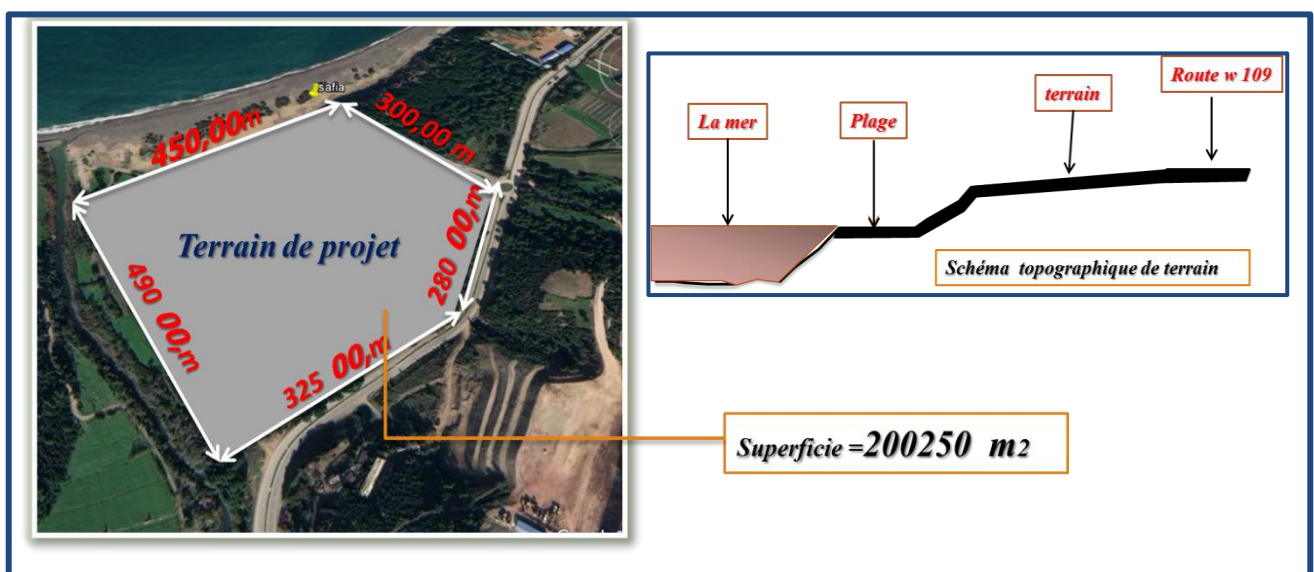 safia
450,00m
300,00 m
280 00,m
Terrain de projet
490 00,m
325 00,m
La mer
Plage
terrain
Route w 109
Schéma topographique de terrain
Superficie =200250 m2